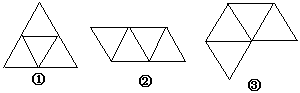 ① ② ③